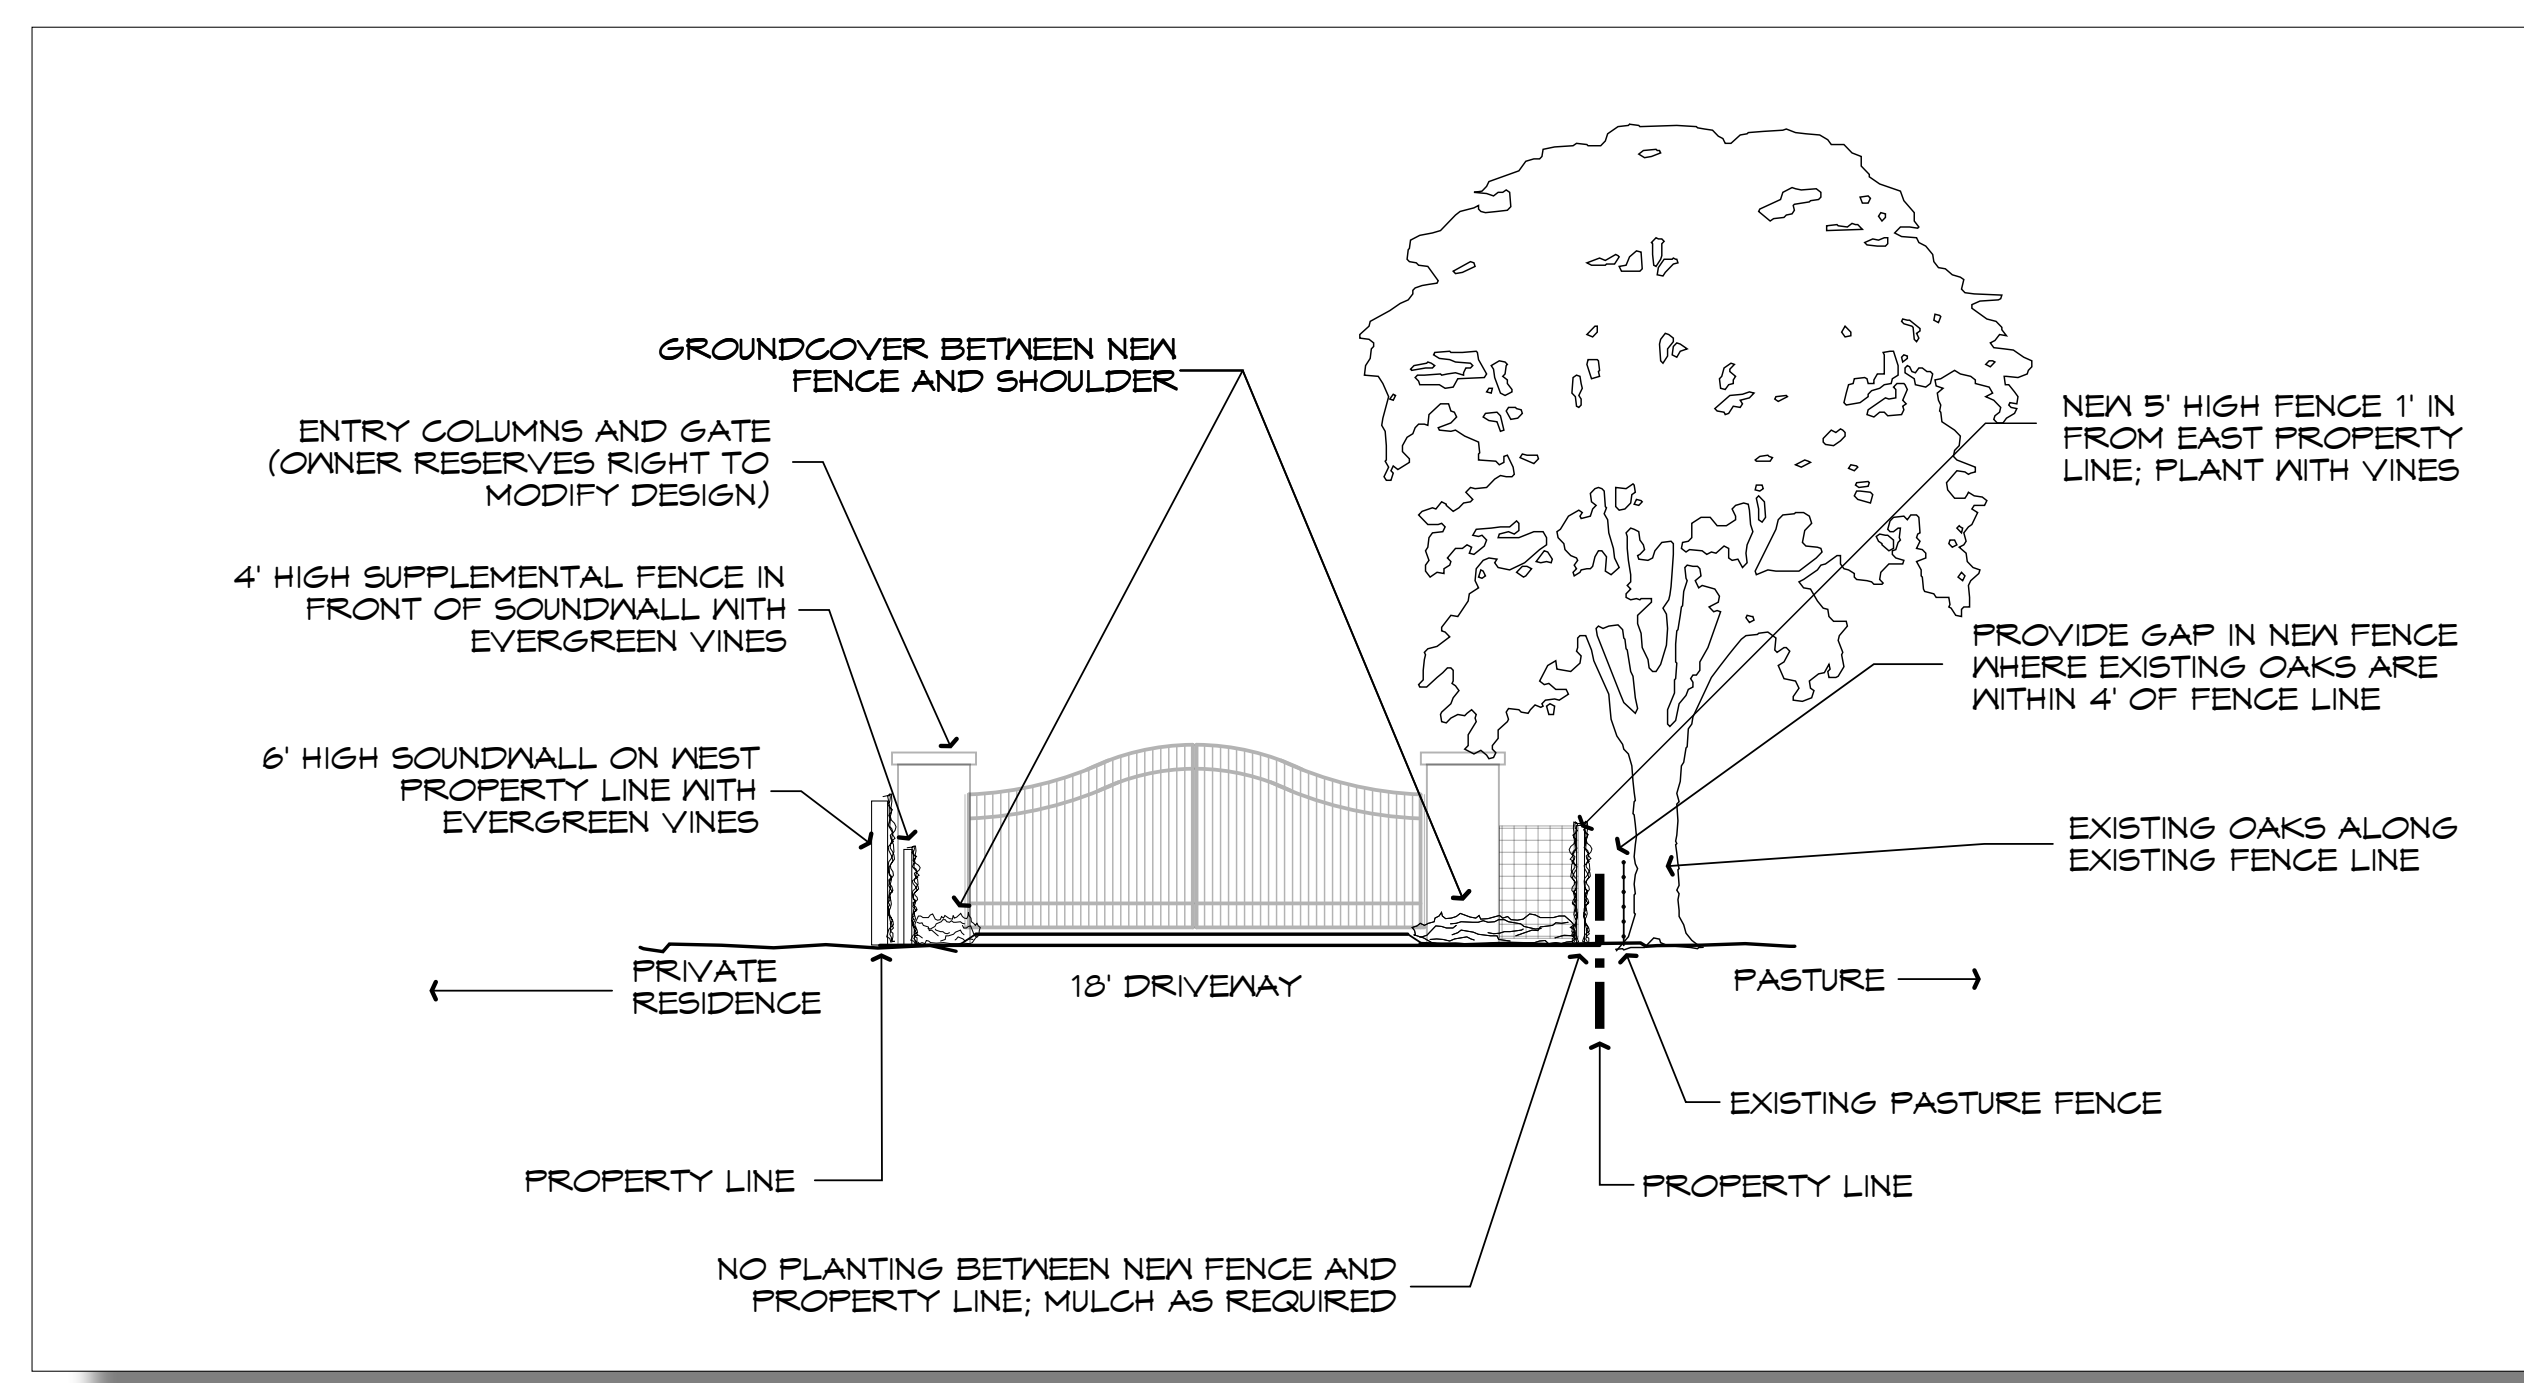 GROUNDCOVER BETWEEN NEW
FENCE AND SHOULDER
ENTRY COLUMNS AND GATE
(OWNER RESERVES RIGHT TO
MODIFY DESIGN)
4' HIGH SUPPLEMENTAL FENCE IN
FRONT OF SOUNDWALL WITH
EVERGREEN VINES
6' HIGH SOUNDWALL ON WEST
PROPERTY LINE WITH
EVERGREEN VINES
NEW 5' HIGH FENCE 1' IN
FROM EAST PROPERTY
LINE; PLANT WITH VINES
PROVIDE GAP IN NEW FENCE
WHERE EXISTING OAKS ARE
WITHIN 4' OF FENCE LINE
EXISTING OAKS ALONG
EXISTING FENCE LINE
PRIVATE
RESIDENCE
18' DRIVEWAY
PASTURE
EXISTING PASTURE FENCE
PROPERTY LINE
PROPERTY LINE
NO PLANTING BETWEEN NEW FENCE AND
PROPERTY LINE; MULCH AS REQUIRED